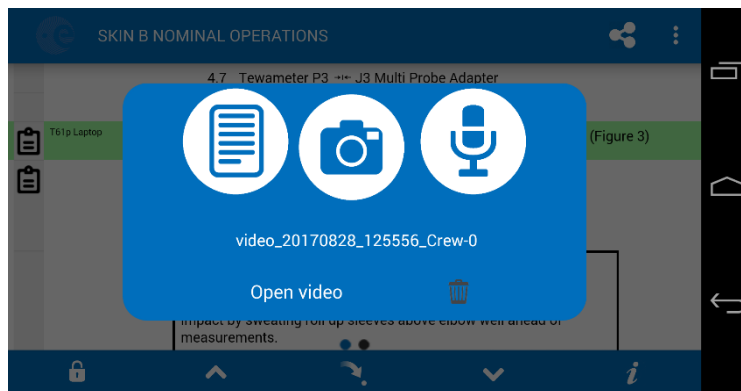 SKIN B NOMINAL OPERATIONS
4.7 Tewameter P3 →← J3 Multi Probe Adapter
T61p Laptop
(Figure 3)
video_20170828_125556_Crew-0
Open video
impact by sweating roll up sleeves above elbow well ahead of
measurements.
i